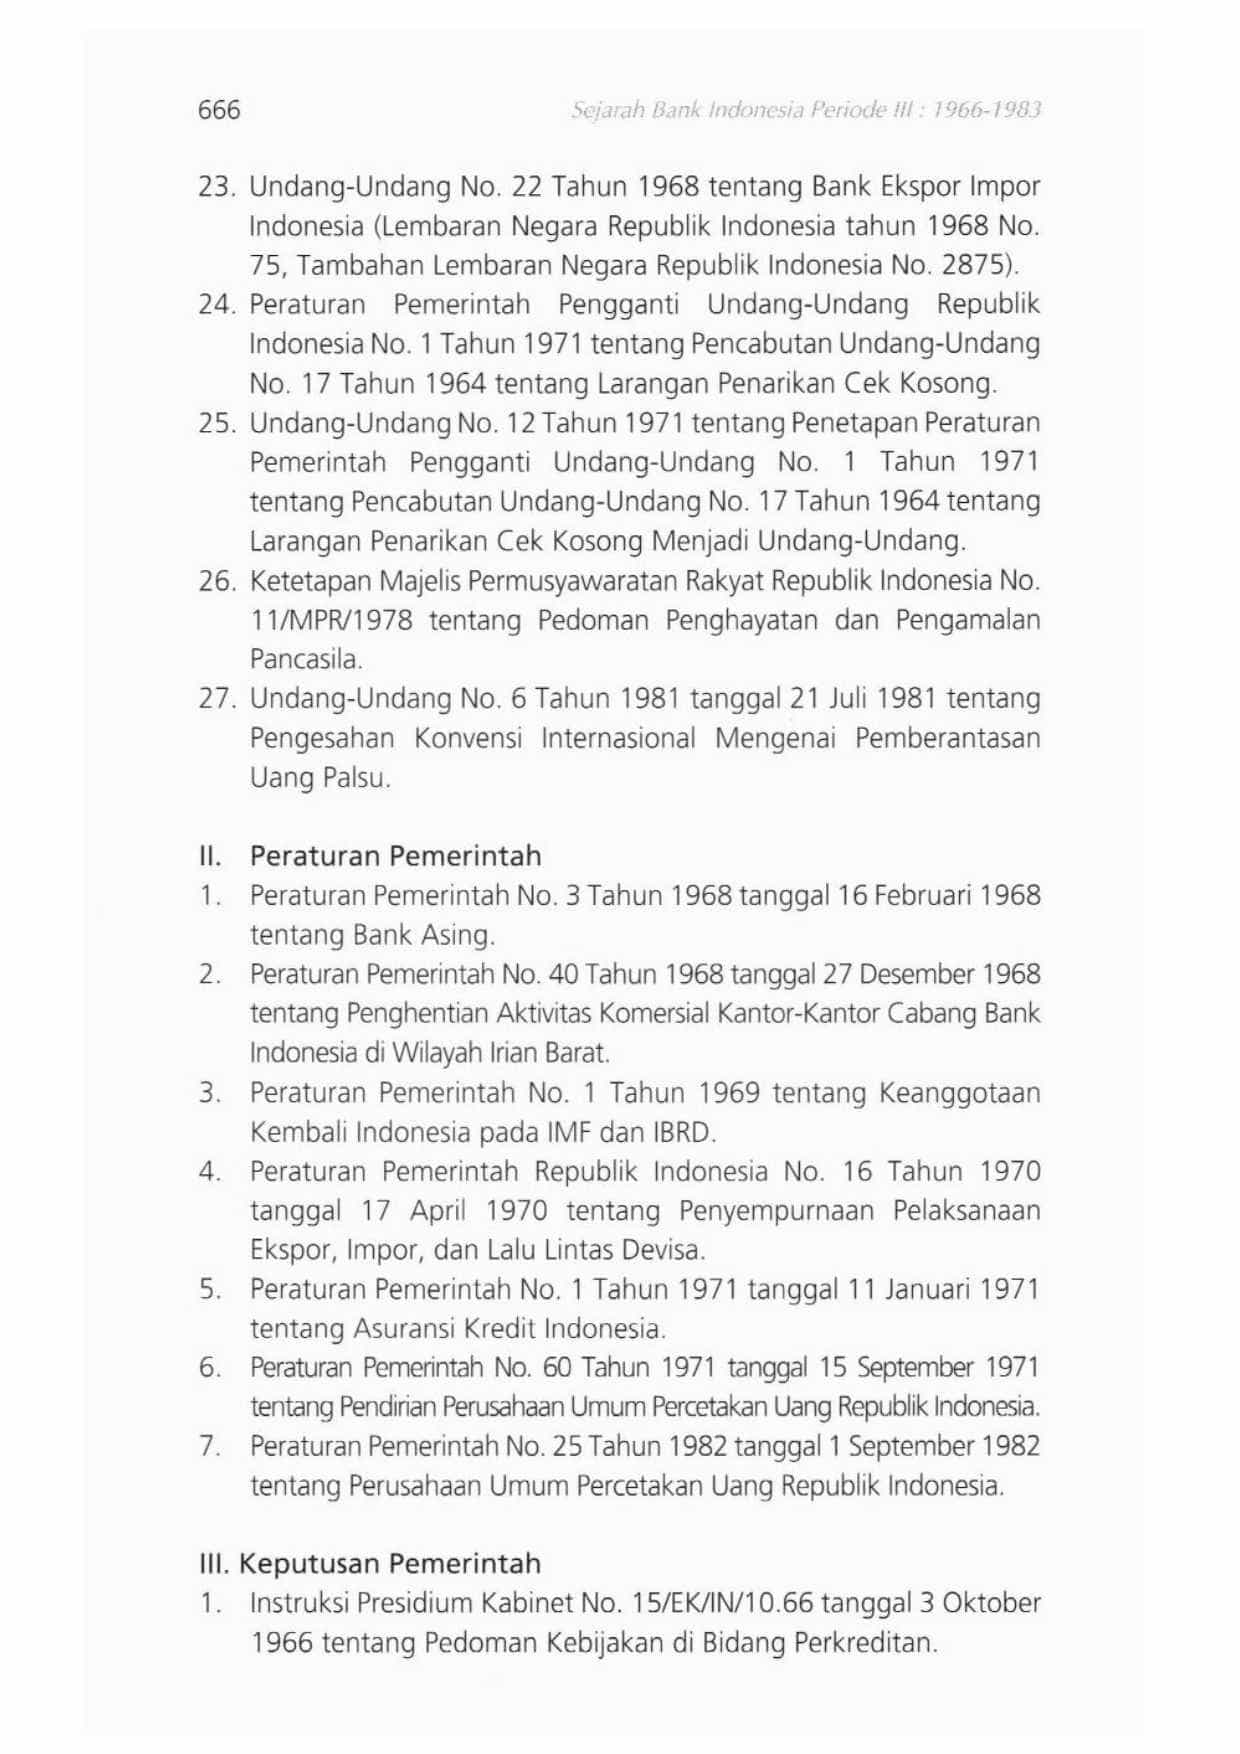 666
Sejarah Bank Indonesia Periode III : 1966-1983
23. Undang-Undang No. 22 Tahun 1968 tentang Bank Ekspor Impor
Indonesia (Lembaran Negara Republik Indonesia tahun 1968 No.
75, Tambahan Lembaran Negara Republik Indonesia No. 2875).
24. Peraturan Pemerintah Pengganti Undang-Undang Republik
Indonesia No. 1 Tahun 1971 tentang Pencabutan Undang-Undang
No. 17 Tahun 1964 tentang Larangan Penarikan Cek Kosong.
25. Undang-Undang No. 12 Tahun 1971 tentang Penetapan Peraturan
Pemerintah Pengganti Undang-Undang No. 1 Tahun 1971
tentang Pencabutan Undang-Undang No. 17 Tahun 1964 tentang
Larangan Penarikan Cek Kosong Menjadi Undang-Undang.
26. Ketetapan Majelis Permusyawaratan Rakyat Republik Indonesia No.
11/MPR/1978 tentang Pedoman Penghayatan dan Pengamalan
Pancasila.
27. Undang-Undang No. 6 Tahun 1981 tanggal 21 Juli 1981 tentang
Pengesahan Konvensi Internasional Mengenai Pemberantasan
Uang Palsu.
II. Peraturan Pemerintah
1. Peraturan Pemerintah No. 3 Tahun 1968 tanggal 16 Februari 1968
tentang Bank Asing.
2. Peraturan Pemerintah No. 40 Tahun 1968 tanggal 27 Desember 1968
tentang Penghentian Aktivitas Komersial Kantor-Kantor Cabang Bank
Indonesia di Wilayah Irian Barat.
3. Peraturan Pemerintah No. 1 Tahun 1969 tentang Keanggotaan
Kembali Indonesia pada IMF dan IBRD.
4. Peraturan Pemerintah Republik Indonesia No. 16 Tahun 1970
tanggal 17 April 1970 tentang Penyempurnaan Pelaksanaan
Ekspor, Impor, dan Lalu Lintas Devisa.
5. Peraturan Pemerintah No. 1 Tahun 1971 tanggal 11 Januari 1971
tentang Asuransi Kredit Indonesia.
6. Peraturan Pemerintah No. 60 Tahun 1971 tanggal 15 September 1971
tentang Pendirian Perusahaan Umum Percetakan Uang Republik Indonesia.
7. Peraturan Pemerintah No. 25 Tahun 1982 tanggal 1 September 1982
tentang Perusahaan Umum Percetakan Uang Republik Indonesia.
III. Keputusan Pemerintah
1. Instruksi Presidium Kabinet No. 15/EK/IN/10.66 tanggal 3 Oktober
1966 tentang Pedoman Kebijakan di Bidang Perkreditan.